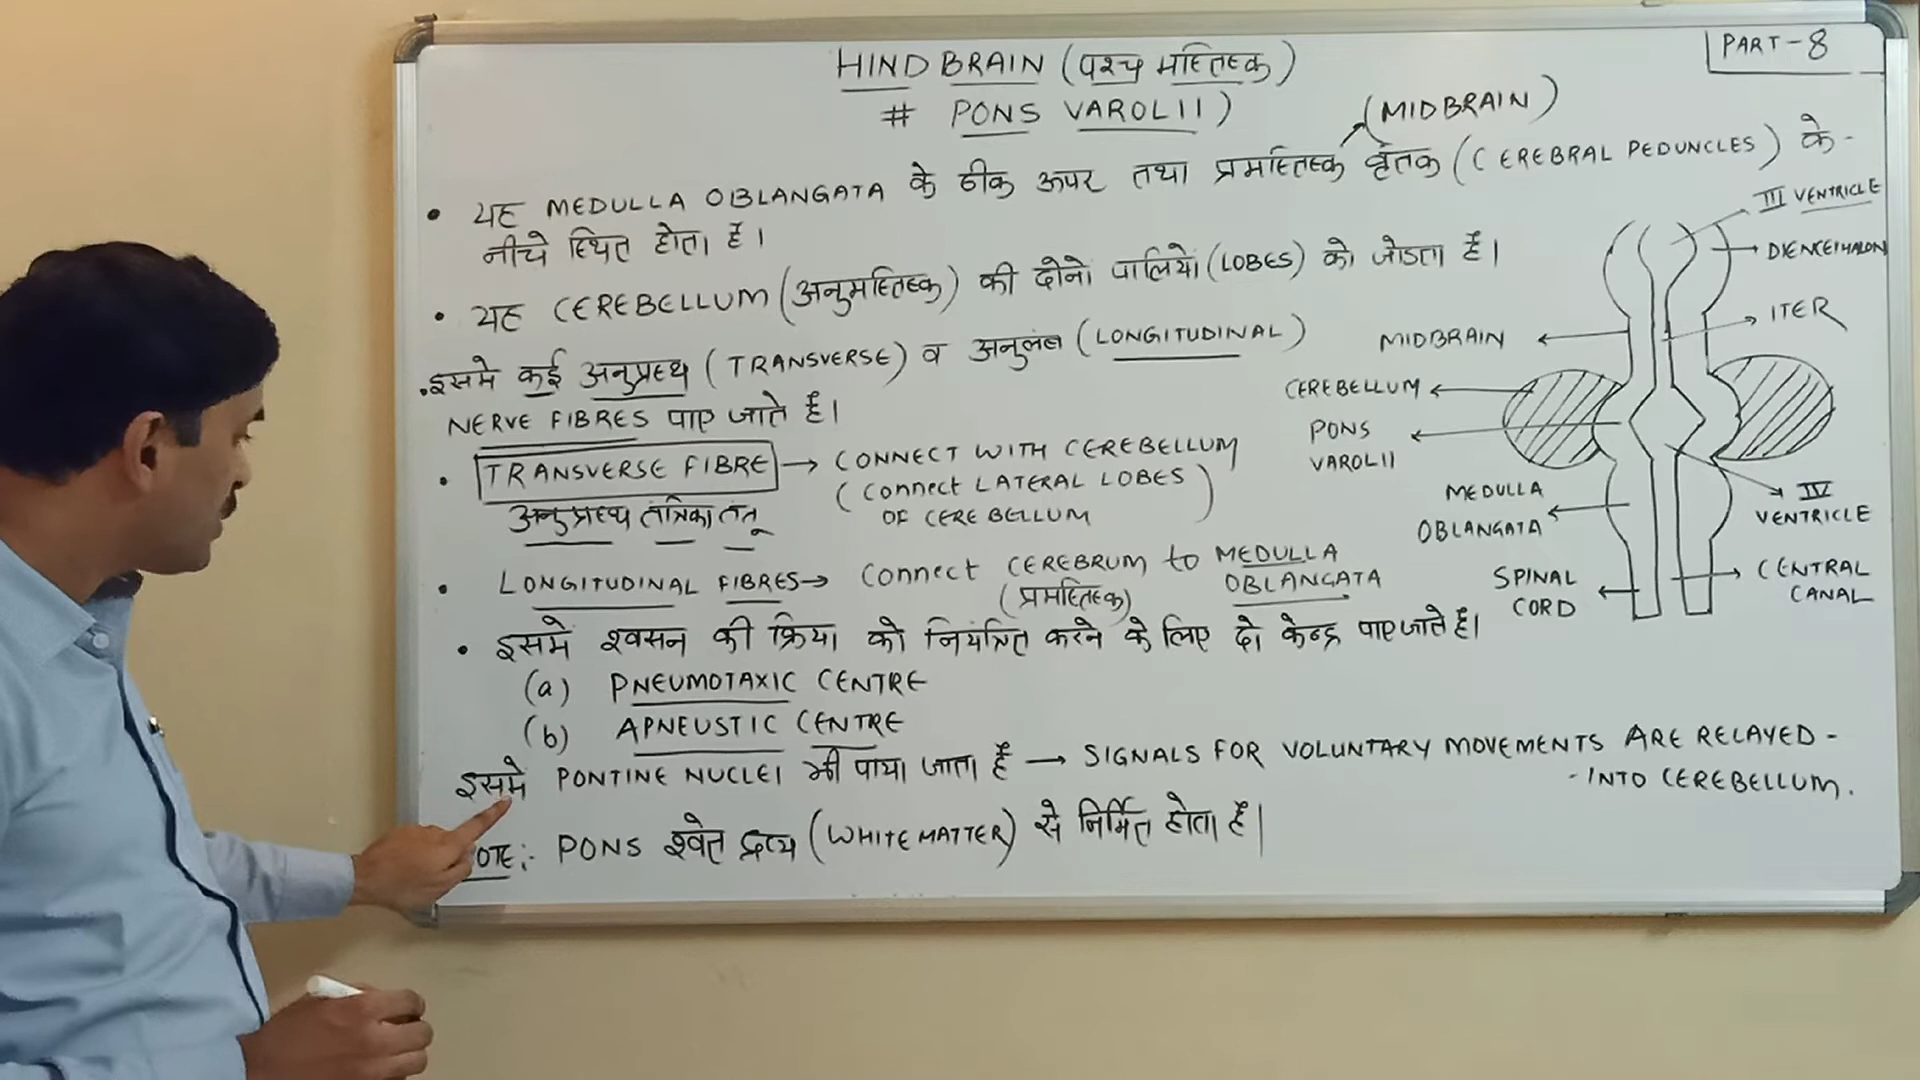 PART-8
HIND BRAIN (पश्च मस्तिष्क)
# PONS VAROLII)
(MIDBRAIN)
• यह MEDULLA OBLANGATA के ठीक ऊपर तथा प्रमस्तिष्क वृंतक (CEREBRAL PEDUNCLES) के-
नीचे स्थित होता है।
• यह CEREBELLUM (अनुमस्तिष्क) की दोनो पालियो (LOBES) को जोडता है।
• इसमे कई अनुप्रस्थ (TRANSVERSE) व अनुलंब (LONGITUDINAL)
NERVE FIBRES पाए जाते है।
• TRANSVERSE FIBRE → CONNECT WITH CEREBELLUM
(Connect LATERAL LOBES
OF CEREBELLUM)
अनुप्रस्थ तंत्रिका तंतू
• LONGITUDINAL FIBRES → Connect CEREBRUM to MEDULLA
(प्रमस्तिष्क) OBLANGATA
• इसमे श्वसन की क्रिया को नियंत्रित करने के लिए दो केन्द्र पाए जाते है।
(a) PNEUMOTAXIC CENTRE
(b) APNEUSTIC CENTRE
इसमे PONTINE NUCLEI भी पाया जाता है → SIGNALS FOR VOLUNTARY MOVEMENTS ARE RELAYED -
- INTO CEREBELLUM.
OTE:- PONS श्वेत द्रव्य (WHITE MATTER) से निर्मित होता है।
III VENTRICLE
DIENCEPHALON
ITER
MIDBRAIN
CEREBELLUM
PONS
VAROLII
MEDULLA
OBLANGATA
IV
VENTRICLE
SPINAL
CORD
CENTRAL
CANAL